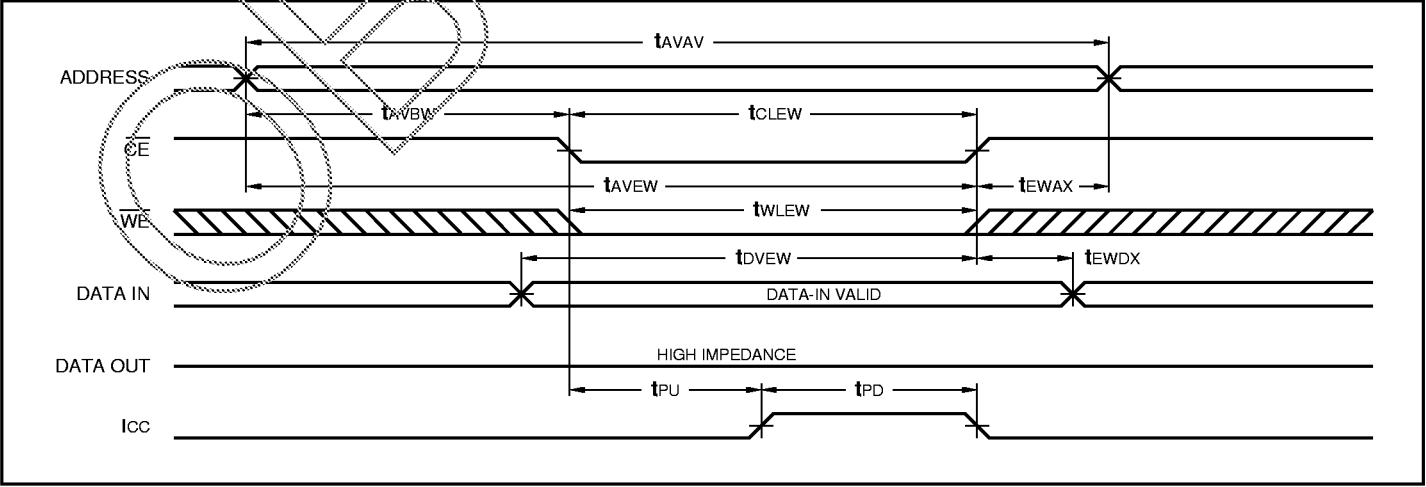 tAVAV
ADDRESS
tAVBW
tCLEW
CE
tAVEW
tEWAX
WE
tWLEW
tDVEW
tEWDX
DATA IN
DATA-IN VALID
DATA OUT
HIGH IMPEDANCE
tPU
tPD
ICC